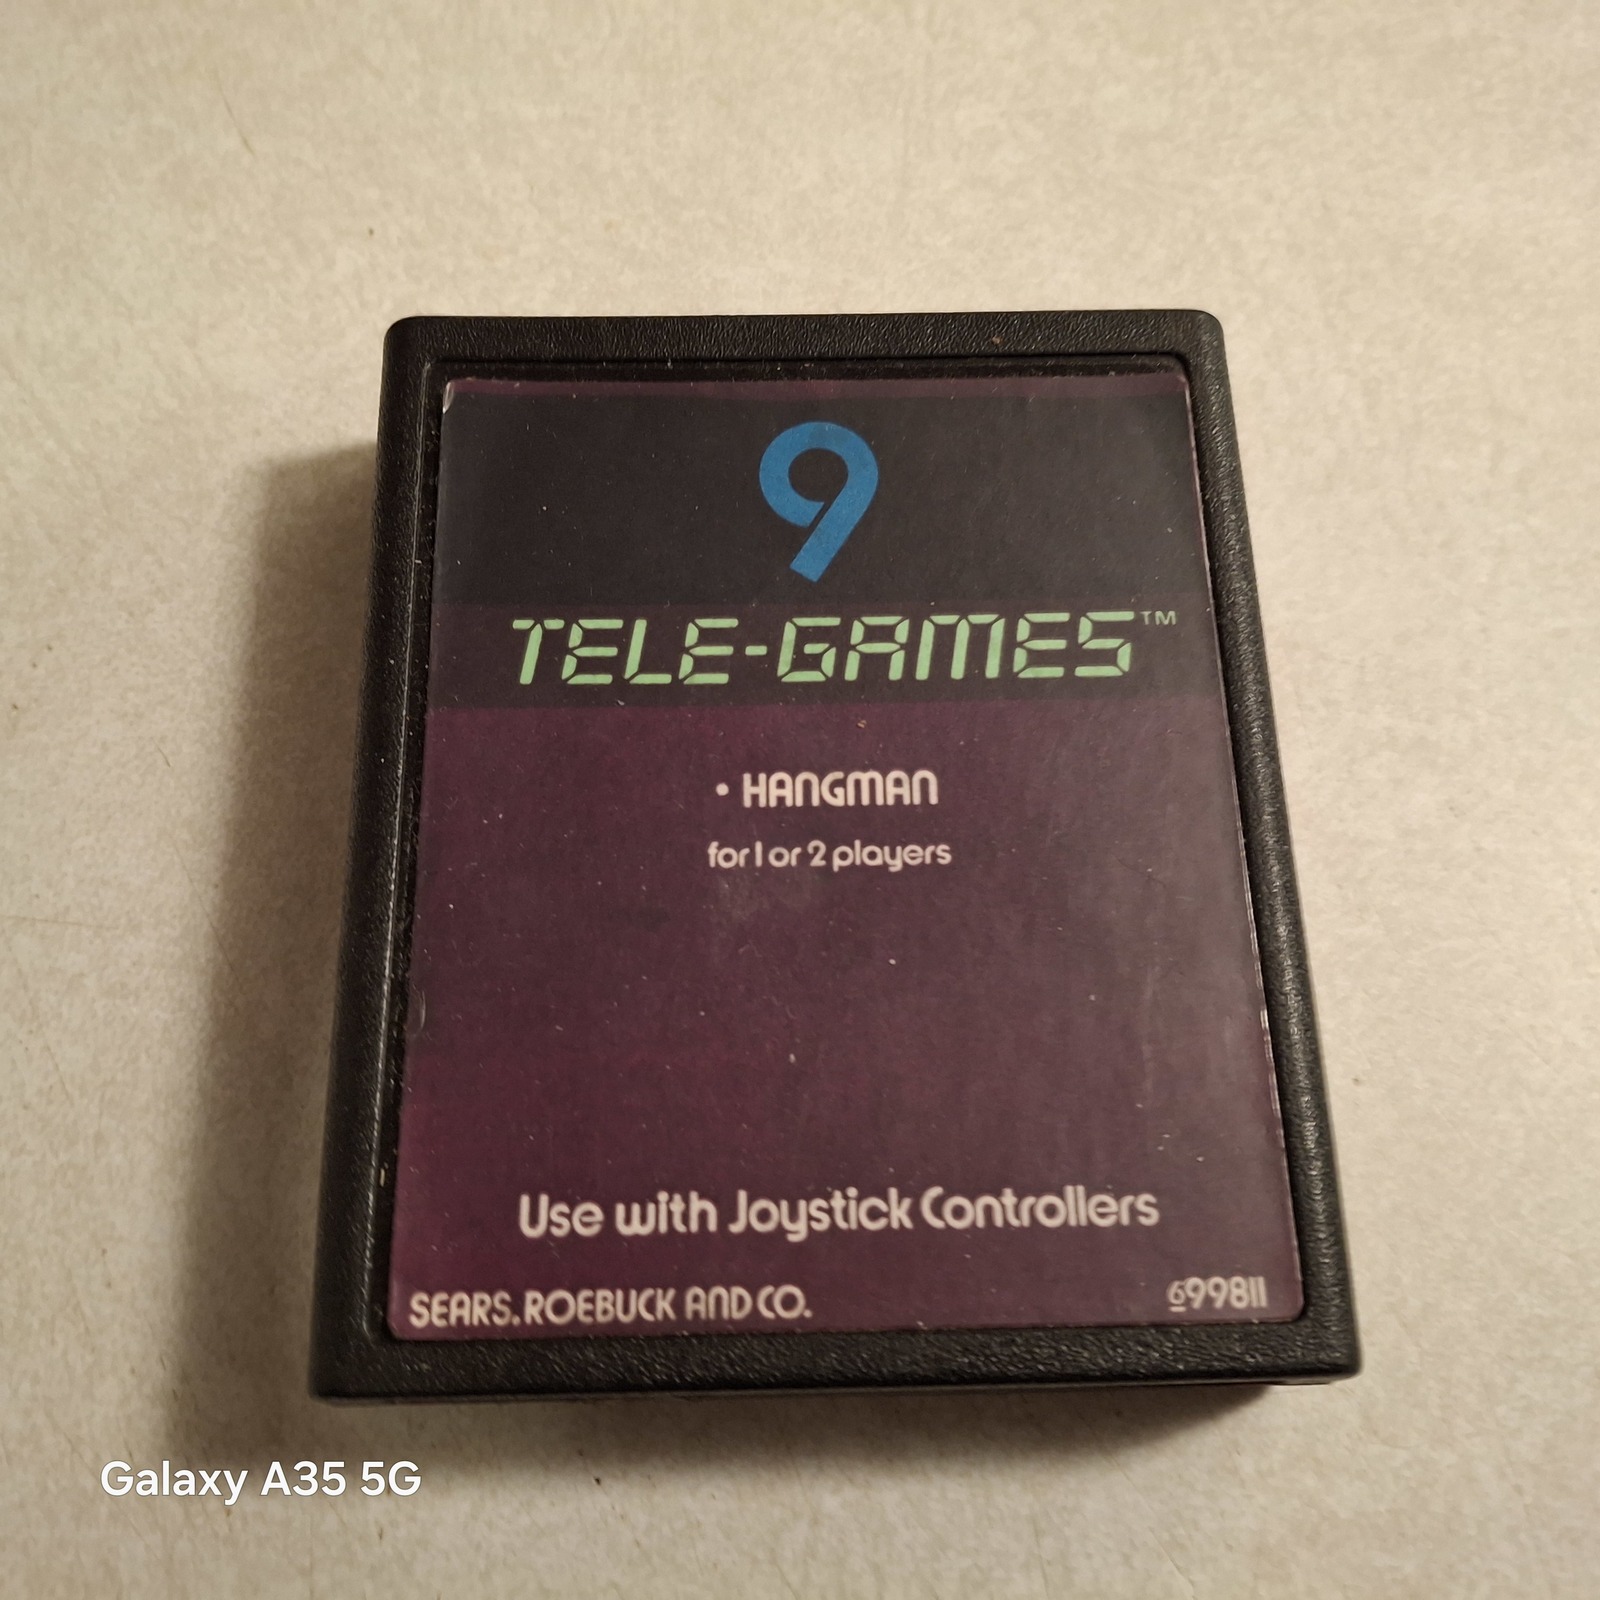 9
TELE-GAMES™
• HANGMAN
for 1 or 2 players
Use with Joystick Controllers
SEARS, ROEBUCK AND CO.
699811
Galaxy A35 5G